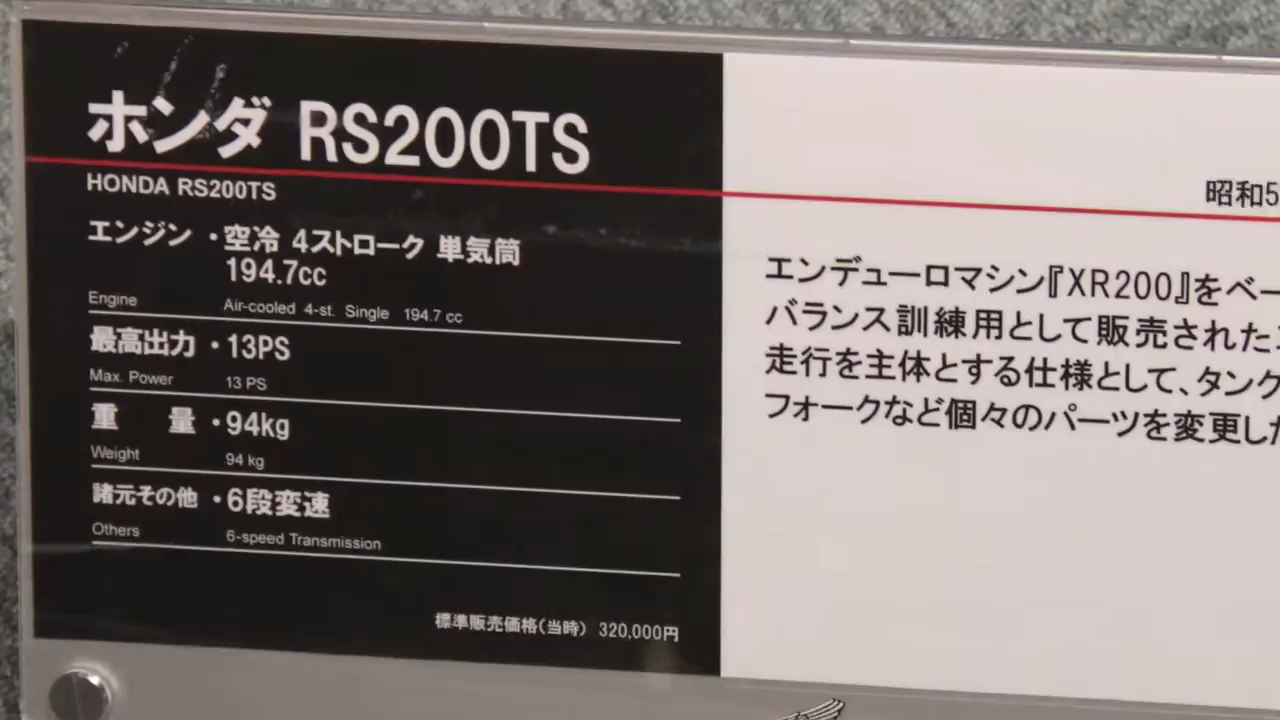 ホンダ RS200TS
HONDA RS200TS
エンジン ・空冷 4ストローク 単気筒
194.7cc
Engine Air-cooled 4-st. Single 194.7 cc
最高出力 ・13PS
Max. Power 13 PS
重 量 ・94kg
Weight 94 kg
諸元その他 ・6段変速
Others 6-speed Transmission
標準販売価格(当時) 320,000円
昭和5
エンデューロマシン『XR200』をベー
バランス訓練用として販売された
走行を主体とする仕様として、タンク
フォークなど個々のパーツを変更し